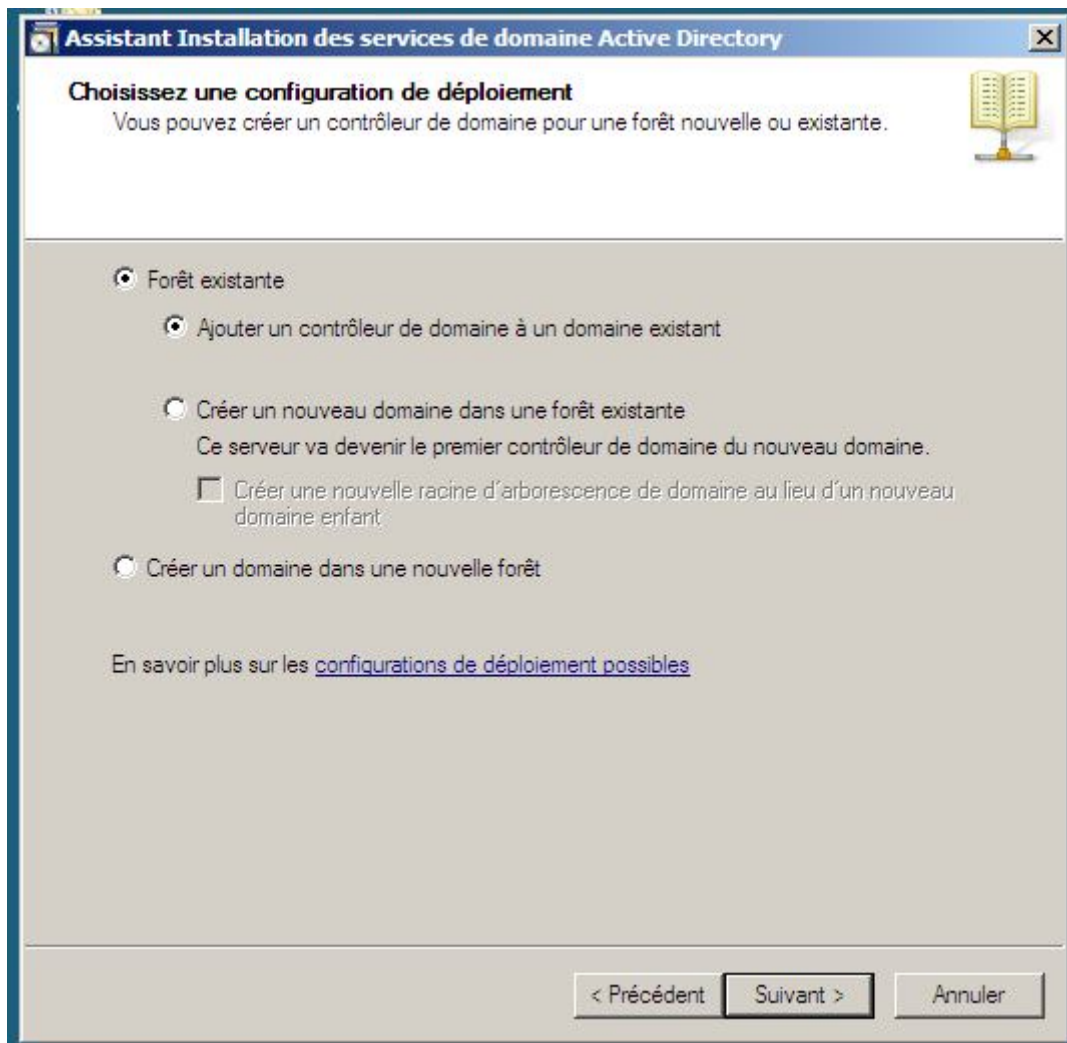 Assistant Installation des services de domaine Active Directory
Choisissez une configuration de déploiement
Vous pouvez créer un contrôleur de domaine pour une forêt nouvelle ou existante.
Forêt existante
Ajouter un contrôleur de domaine à un domaine existant
Créer un nouveau domaine dans une forêt existante
Ce serveur va devenir le premier contrôleur de domaine du nouveau domaine.
Créer une nouvelle racine d'arborescence de domaine au lieu d'un nouveau
domaine enfant
Créer un domaine dans une nouvelle forêt
En savoir plus sur les configurations de déploiement possibles
< Précédent Suivant > Annuler